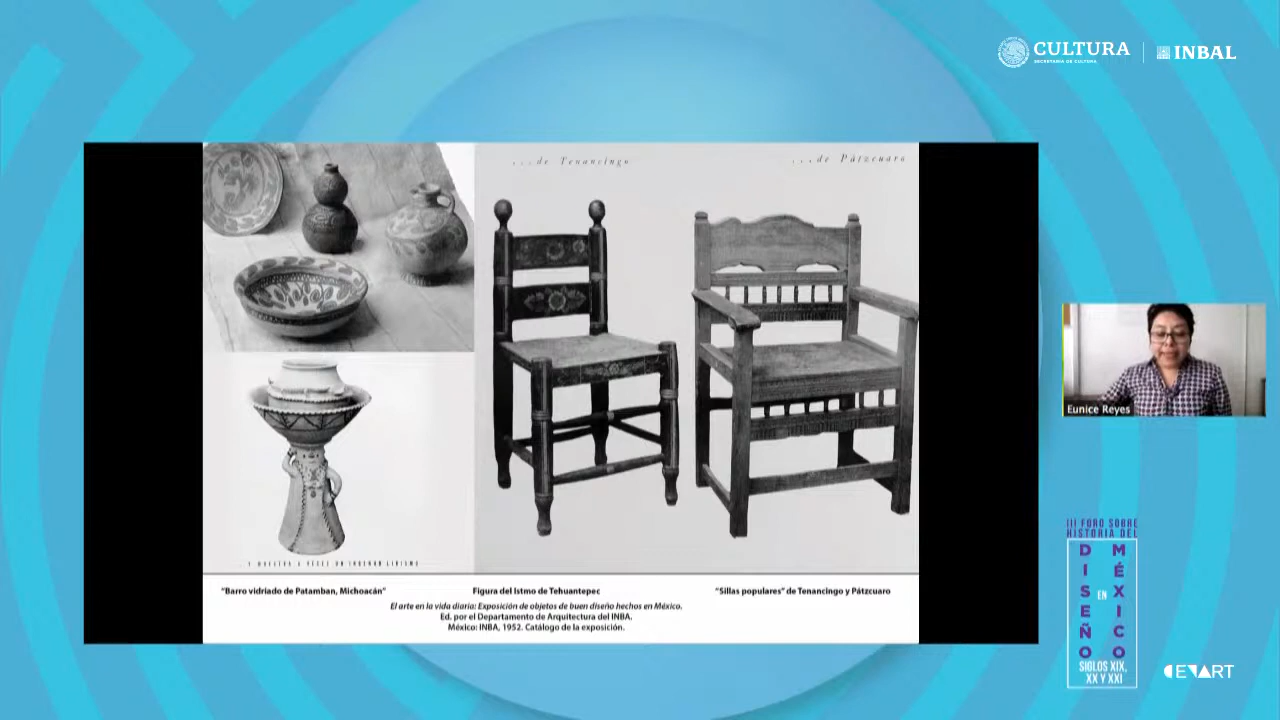 CULTURA
SECRETARÍA DE CULTURA
INBAL
...de Tenancingo
...de Pátzcuaro
Eunice Reyes
"Barro vidriado de Patamban, Michoacán"
Figura del Istmo de Tehuantepec
"Sillas populares" de Tenancingo y Pátzcuaro
El arte en la vida diaria: Exposición de objetos de buen diseño hechos en México.
Ed. por el Departamento de Arquitectura del INBA.
México: INBA, 1952. Catálogo de la exposición.
III FORO SOBRE
HISTORIA DEL
DISEÑO
EN
MÉXICO
SIGLOS XIX,
XX Y XXI
CENART